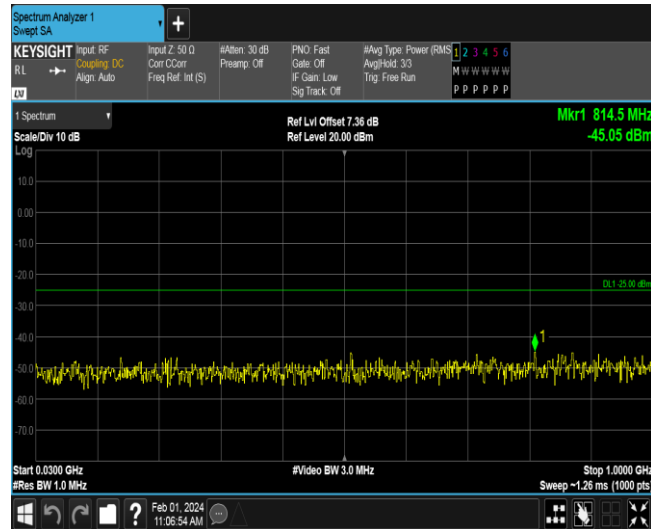 Spectrum Analyzer 1
Swept SA
KEYSIGHT
RL
LXI
Input: RF
Coupling: DC
Align: Auto
Input Z: 50 Ω
Corr CCorr
Freq Ref: Int (S)
#Atten: 30 dB
Preamp: Off
PNO: Fast
Gate: Off
IF Gain: Low
Sig Track: Off
#Avg Type: Power (RMS
Avg|Hold: 3/3
Trig: Free Run
1 2 3 4 5 6
M W W W W W
P P P P P P
1 Spectrum
Scale/Div 10 dB
Log
Ref Lvl Offset 7.36 dB
Ref Level 20.00 dBm
Mkr1 814.5 MHz
-45.05 dBm
10.0
0.00
-10.0
-20.0
DL1 -25.00 dBm
-30.0
-40.0
1
-50.0
-60.0
-70.0
Start 0.0300 GHz
#Video BW 3.0 MHz
Stop 1.0000 GHz
#Res BW 1.0 MHz
Sweep ~1.26 ms (1000 pts)
?
Feb 01, 2024
11:06:54 AM